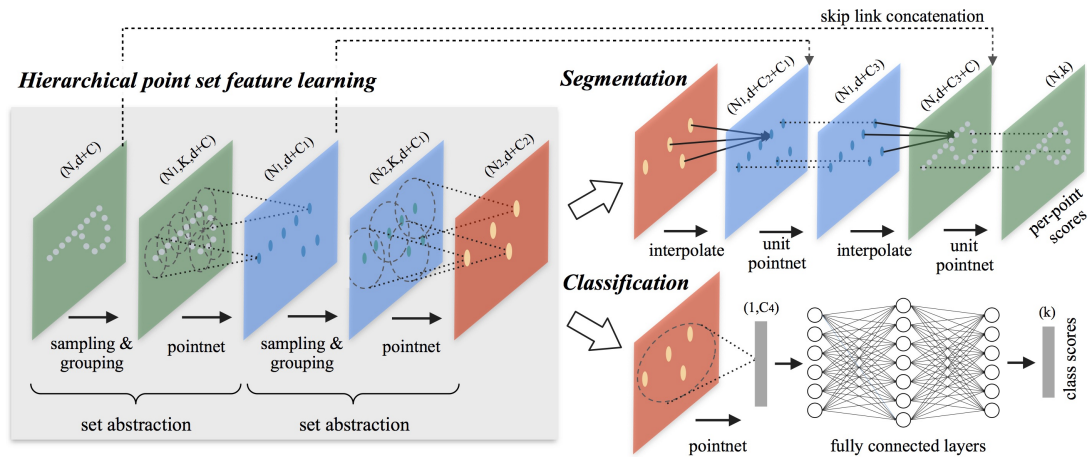 skip link concatenation
Hierarchical point set feature learning
(N,d+C)
(N1,K,d+C)
(N1,d+C1)
(N2,K,d+C1)
(N2,d+C2)
sampling &
grouping
pointnet
sampling &
grouping
pointnet
set abstraction
set abstraction
Segmentation
(N1,d+C2+C1)
(N1,d+C3)
(N,d+C3+C)
(N,k)
per-point
scores
interpolate
unit
pointnet
interpolate
unit
pointnet
Classification
(1,C4)
(k)
class scores
pointnet
fully connected layers